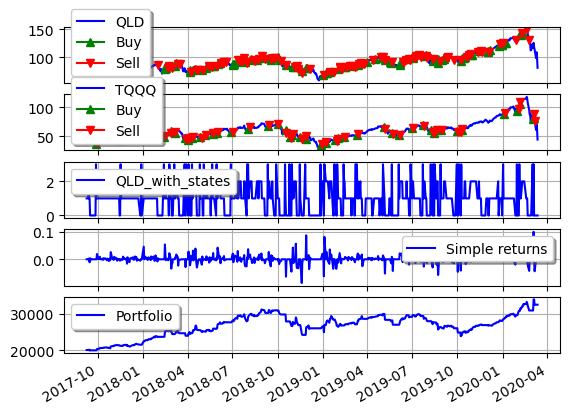 QLD
Buy
Sell
150
100
TQQQ
Buy
Sell
100
50
QLD_with_states
2
0
Simple returns
0.1
0.0
Portfolio
30000
20000
2017-10
2018-01
2018-04
2018-07
2018-10
2019-01
2019-04
2019-07
2019-10
2020-01
2020-04